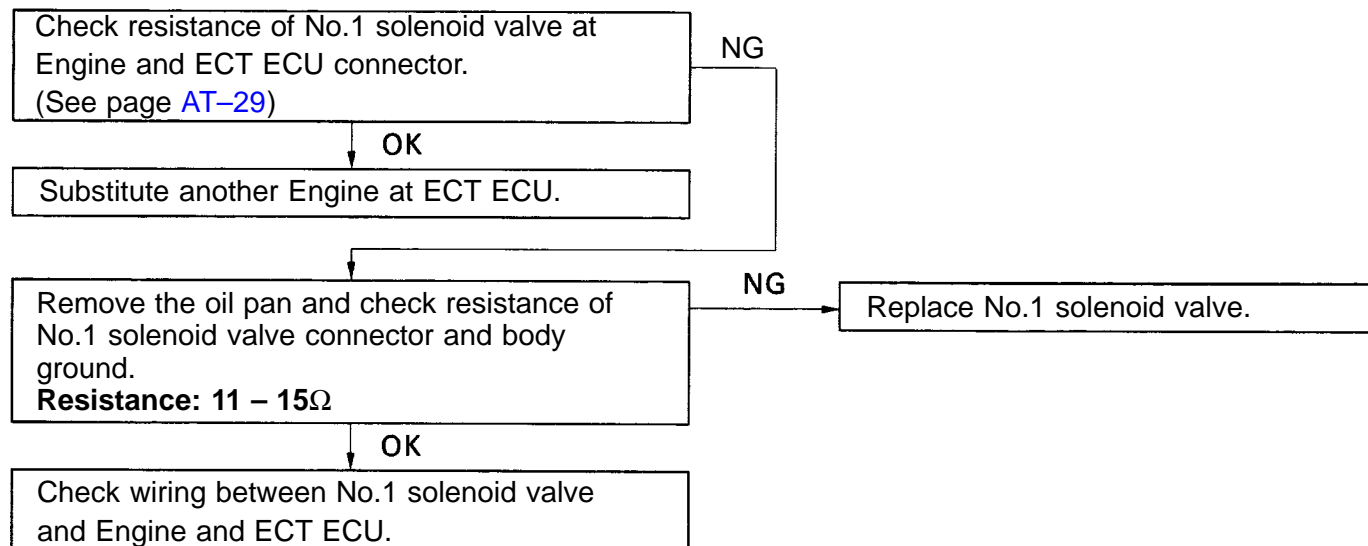 Check resistance of No.1 solenoid valve at
Engine and ECT ECU connector.
(See page AT–29)
NG
OK
Substitute another Engine at ECT ECU.
Remove the oil pan and check resistance of
No.1 solenoid valve connector and body
ground.
Resistance: 11 – 15Ω
NG
Replace No.1 solenoid valve.
OK
Check wiring between No.1 solenoid valve
and Engine and ECT ECU.